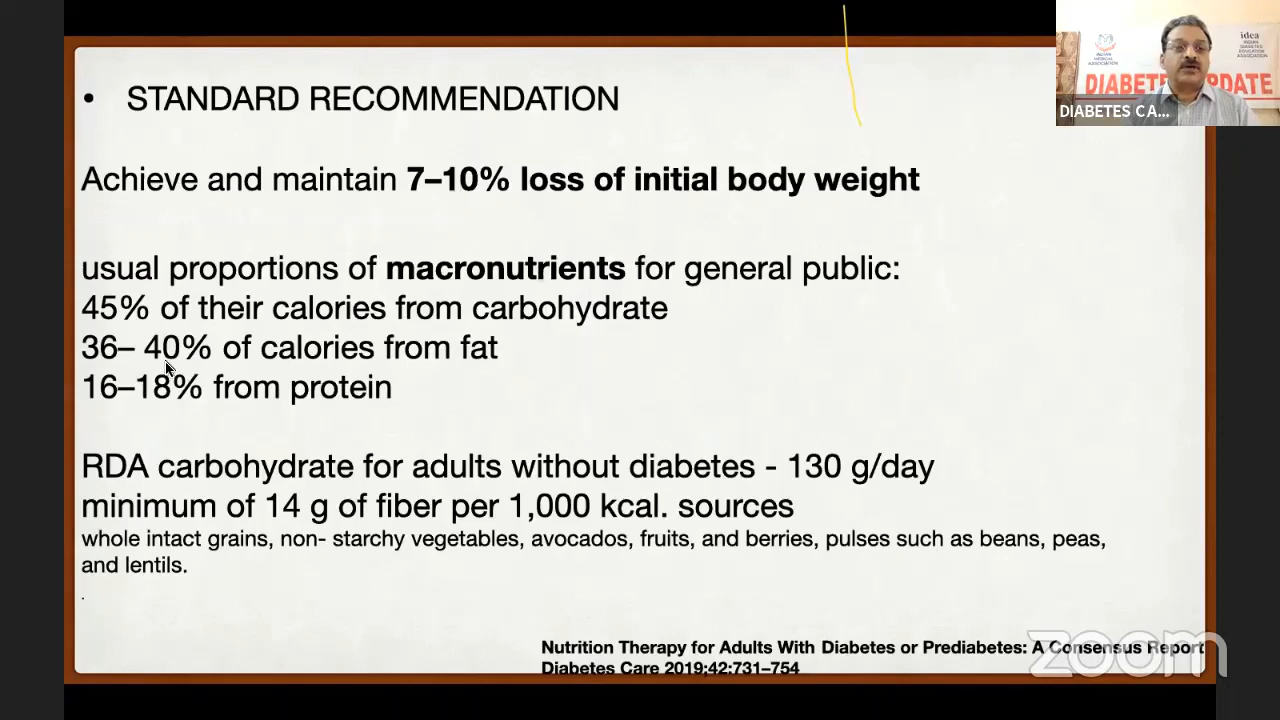 • STANDARD RECOMMENDATION
Achieve and maintain 7–10% loss of initial body weight
usual proportions of macronutrients for general public:
45% of their calories from carbohydrate
36– 40% of calories from fat
16–18% from protein
RDA carbohydrate for adults without diabetes - 130 g/day
minimum of 14 g of fiber per 1,000 kcal. sources
whole intact grains, non- starchy vegetables, avocados, fruits, and berries, pulses such as beans, peas,
and lentils.
.
Nutrition Therapy for Adults With Diabetes or Prediabetes: A Consensus Report
Diabetes Care 2019;42:731–754
zoom
idea
DIABETE PDATE
DIABETES CA...